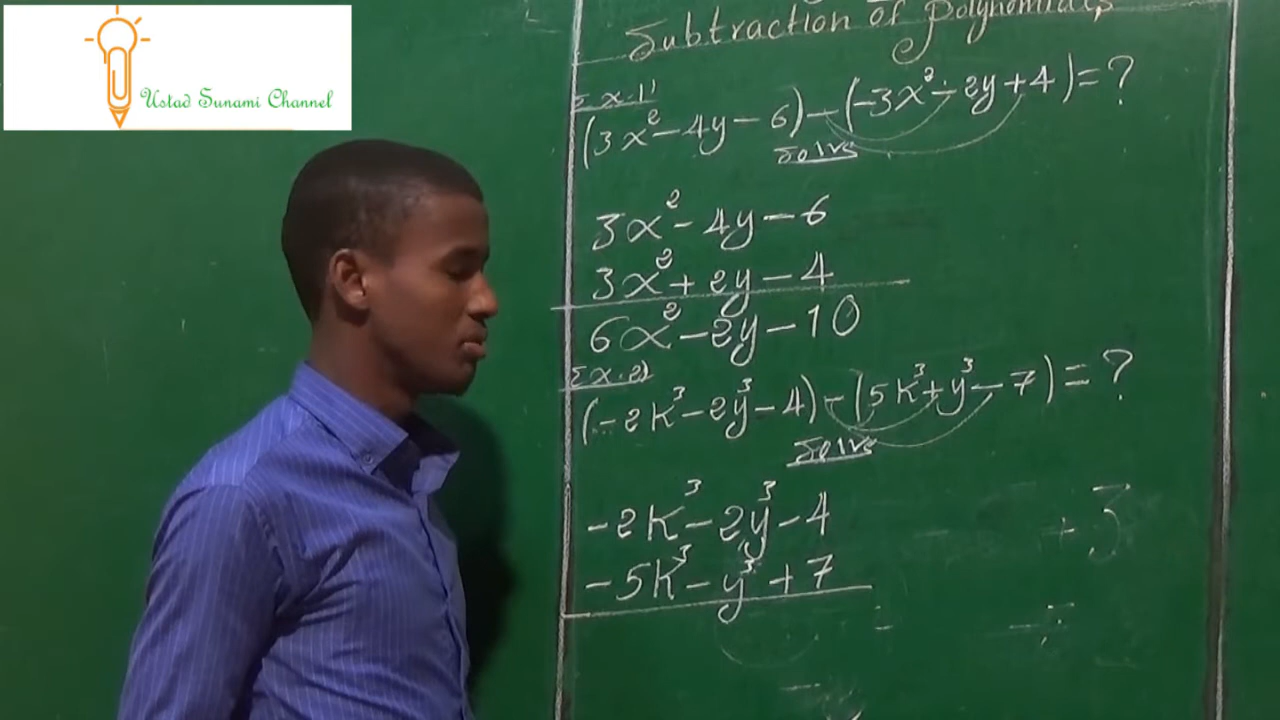 Ustad Sunami Channel
Subtraction of Polynomials
Ex.1)
(3x²-4y-6)-(-3x²-2y+4)=?
Solve
3x²-4y-6
3x²+2y-4
6x²-2y-10
Ex.2)
(-2k³-2y³-4)-(5k³+y³-7)=?
Solve
-2k³-2y³-4
-5k³-y³+7
+3